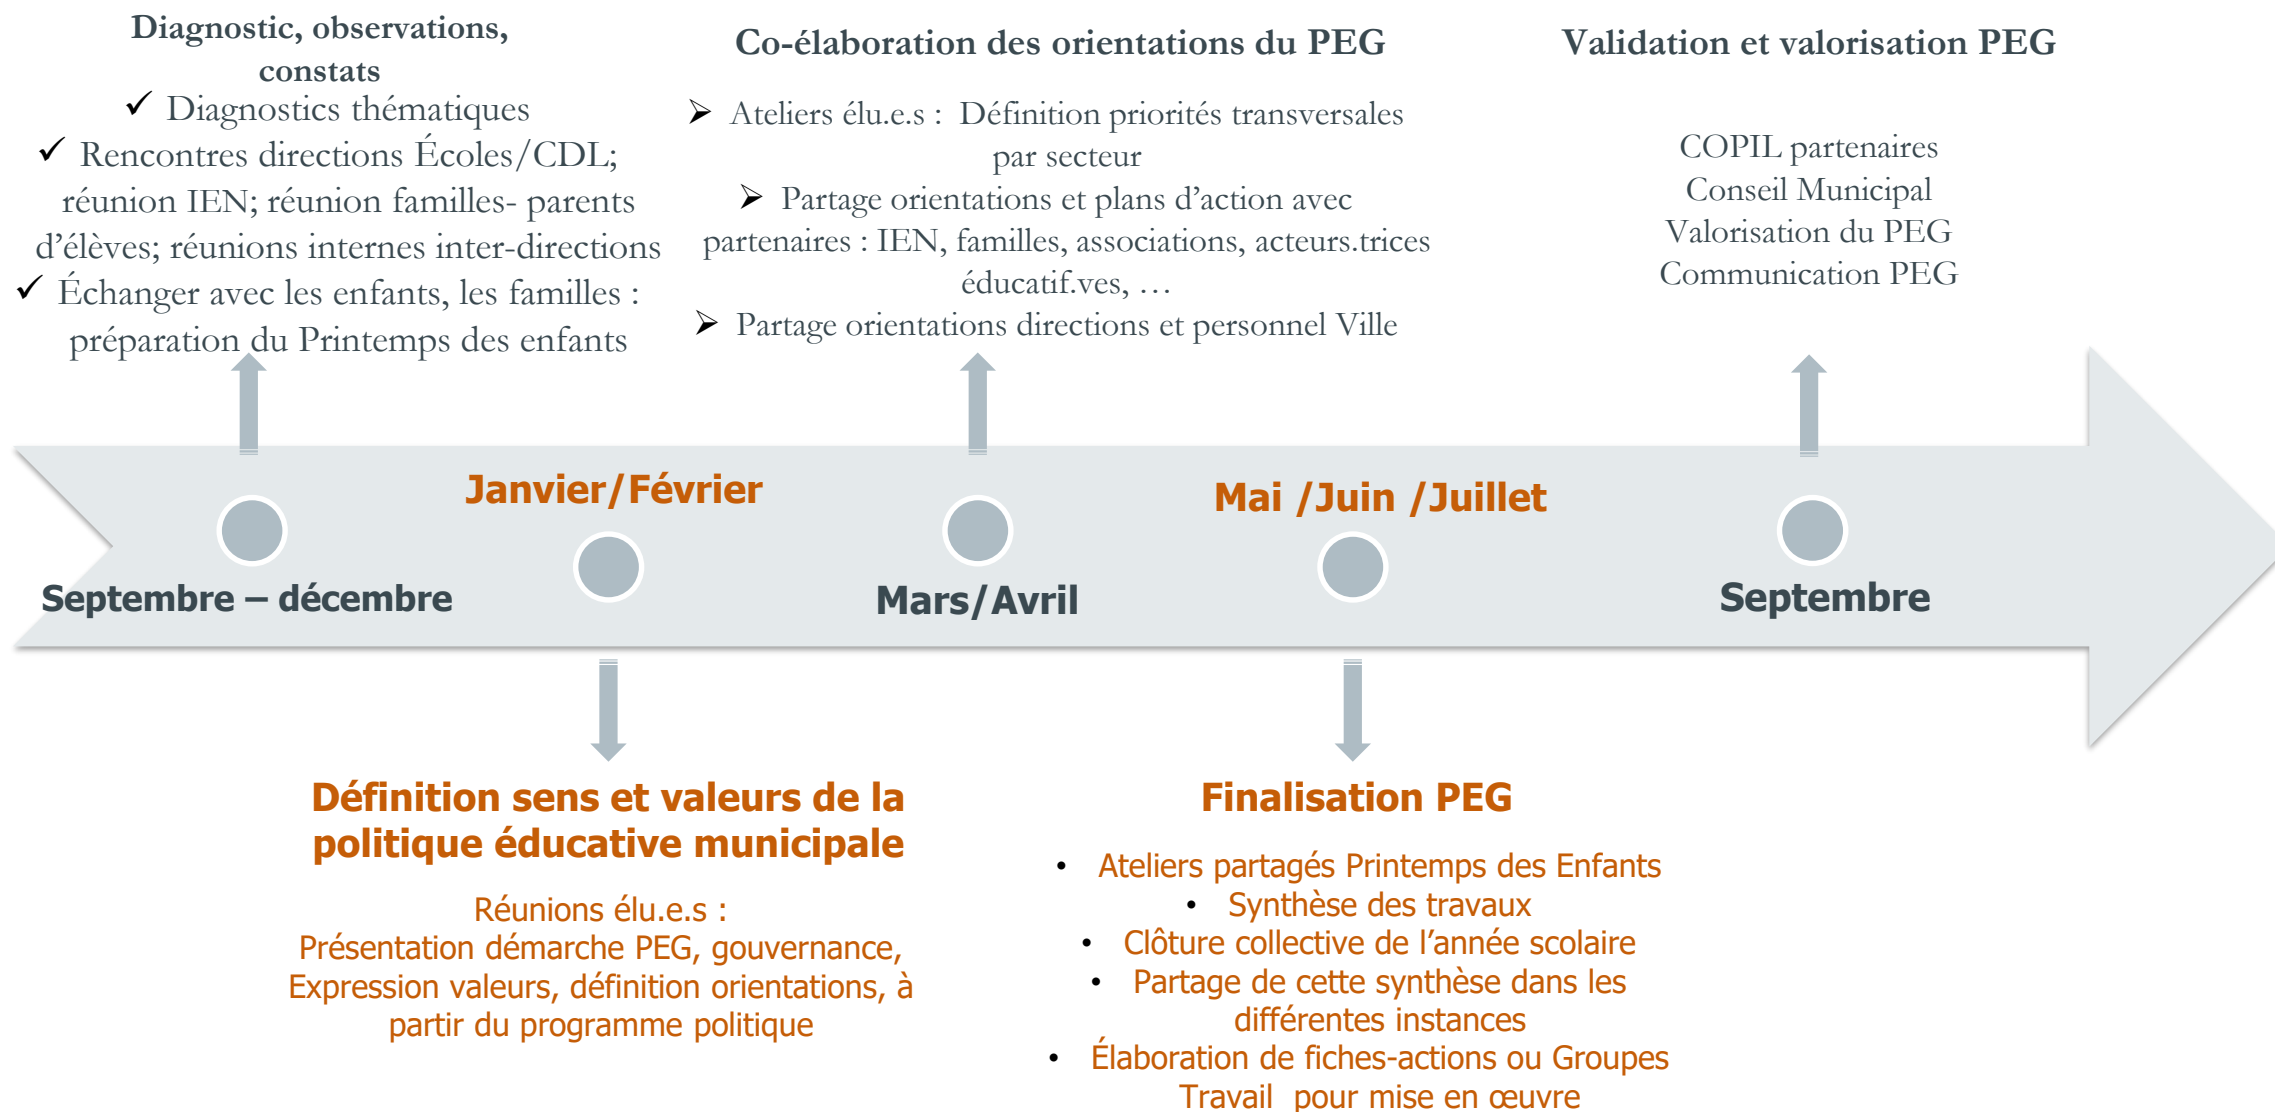 Diagnostic, observations,
constats
✓ Diagnostics thématiques
✓ Rencontres directions Écoles/CDL;
réunion IEN; réunion familles- parents
d’élèves; réunions internes inter-directions
✓ Échanger avec les enfants, les familles :
préparation du Printemps des enfants
Co-élaboration des orientations du PEG
➢ Ateliers élu.e.s : Définition priorités transversales
par secteur
➢ Partage orientations et plans d’action avec
partenaires : IEN, familles, associations, acteurs.trices
éducatif.ves, …
➢ Partage orientations directions et personnel Ville
Validation et valorisation PEG
COPIL partenaires
Conseil Municipal
Valorisation du PEG
Communication PEG
Septembre – décembre
Janvier/Février
Mars/Avril
Mai /Juin /Juillet
Septembre
Définition sens et valeurs de la
politique éducative municipale
Réunions élu.e.s :
Présentation démarche PEG, gouvernance,
Expression valeurs, définition orientations, à
partir du programme politique
Finalisation PEG
• Ateliers partagés Printemps des Enfants
• Synthèse des travaux
• Clôture collective de l’année scolaire
• Partage de cette synthèse dans les
différentes instances
• Élaboration de fiches-actions ou Groupes
Travail pour mise en œuvre